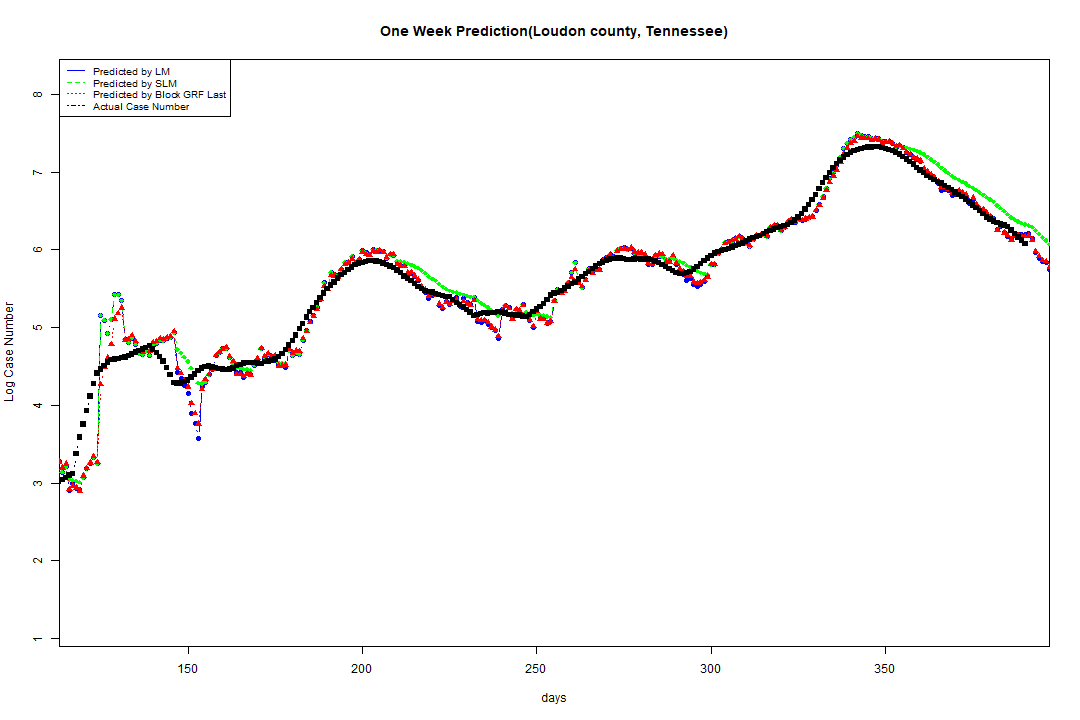 One Week Prediction(Loudon county, Tennessee)
Predicted by LM
Predicted by SLM
Predicted by Block GRF Last
Actual Case Number
8
7
6
5
4
3
2
1
Log Case Number
150 200 250 300 350
days